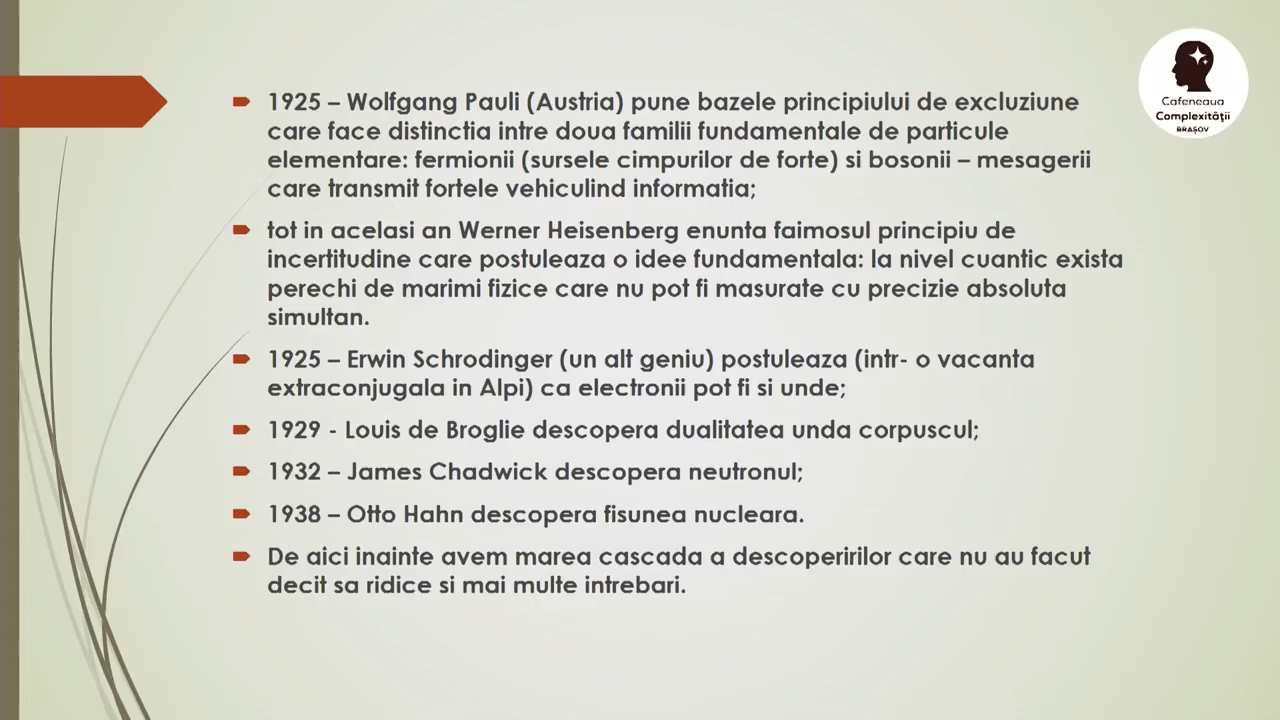 Cafeneaua
Complexității
BRAȘOV
1925 – Wolfgang Pauli (Austria) pune bazele principiului de excluziune
care face distinctia intre doua familii fundamentale de particule
elementare: fermionii (sursele cimpurilor de forte) si bosonii – mesagerii
care transmit fortele vehiculind informatia;
tot in acelasi an Werner Heisenberg enunta faimosul principiu de
incertitudine care postuleaza o idee fundamentala: la nivel cuantic exista
perechi de marimi fizice care nu pot fi masurate cu precizie absoluta
simultan.
1925 – Erwin Schrodinger (un alt geniu) postuleaza (intr- o vacanta
extraconjugala in Alpi) ca electronii pot fi si unde;
1929 - Louis de Broglie descopera dualitatea unda corpuscul;
1932 – James Chadwick descopera neutronul;
1938 – Otto Hahn descopera fisunea nucleara.
De aici inainte avem marea cascada a descoperirilor care nu au facut
decit sa ridice si mai multe intrebari.